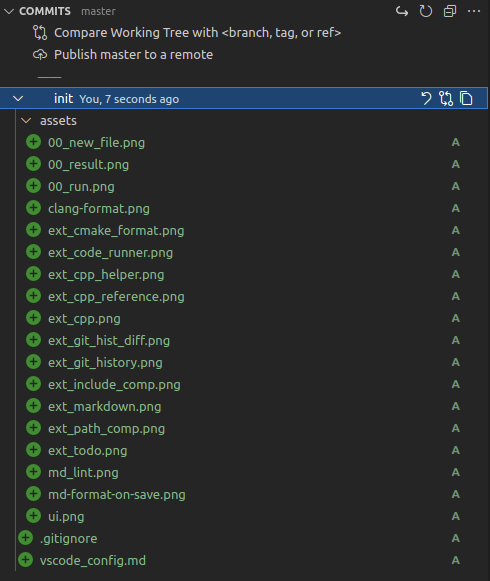 COMMITS master
Compare Working Tree with <branch, tag, or ref>
Publish master to a remote
init You, 7 seconds ago
assets
00_new_file.png A
00_result.png A
00_run.png A
clang-format.png A
ext_cmake_format.png A
ext_code_runner.png A
ext_cpp_helper.png A
ext_cpp_reference.png A
ext_cpp.png A
ext_git_hist_diff.png A
ext_git_history.png A
ext_include_comp.png A
ext_markdown.png A
ext_path_comp.png A
ext_todo.png A
md_lint.png A
md-format-on-save.png A
ui.png A
.gitignore A
vscode_config.md A